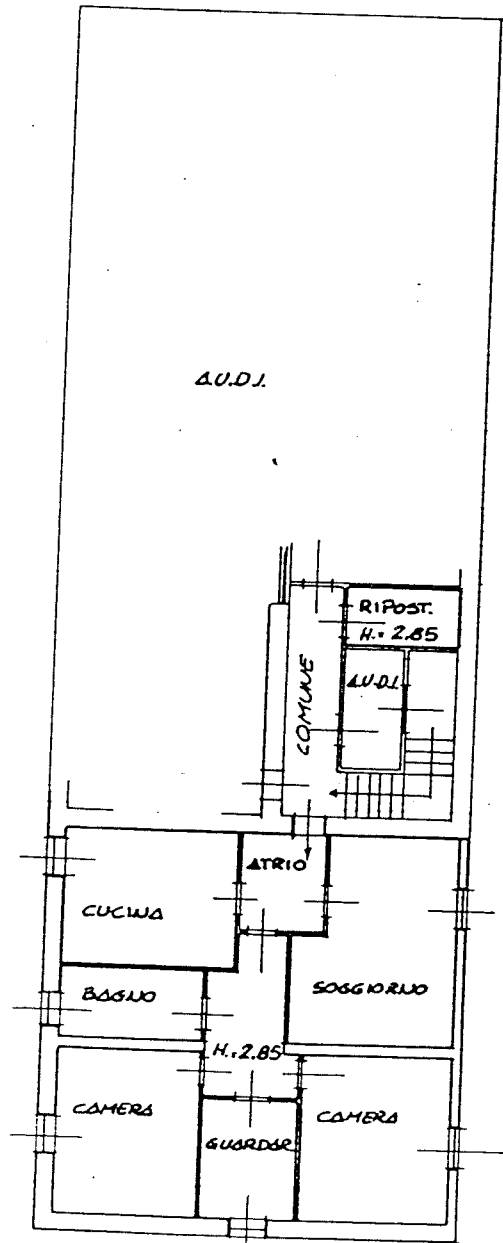 A.U.D.I.
RIPOST.
H.= 2.85
A.U.D.I.
COMUNE
ATRIO
CUCINA
SOGGIORNO
BAGNO
H.=2.85
CAMERA
GUARDAR
CAMERA